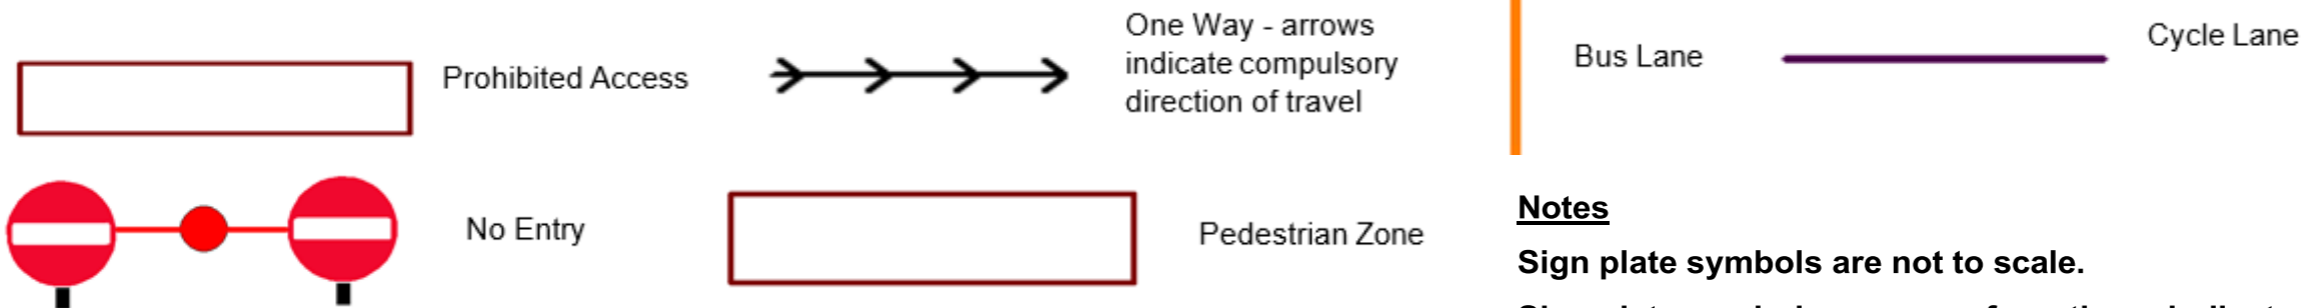 Prohibited Access
One Way - arrows
indicate compulsory
direction of travel
Bus Lane
Cycle Lane
No Entry
Pedestrian Zone
Notes
Sign plate symbols are not to scale.